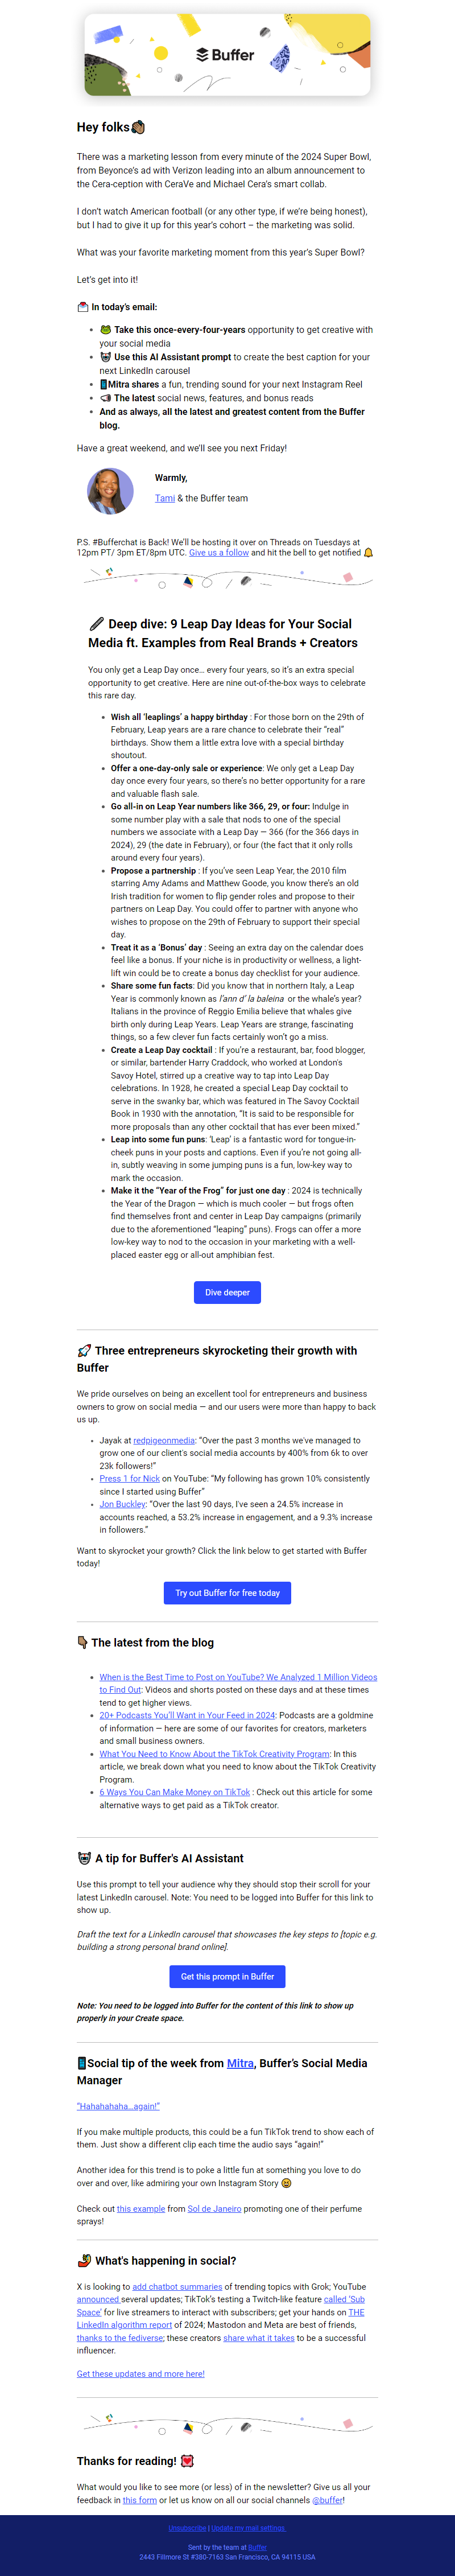 Buffer
Hey folks
There was a marketing lesson from every minute of the 2024 Super Bowl,
from Beyonce's ad with Verizon leading into an album announcement to
the Cera-ception with CeraVe and Michael Cera's smart collab.
I don't watch American football (or any other type, if we're being honest),
but I had to give it up for this year's cohort – the marketing was solid.
What was your favorite marketing moment from this year's Super Bowl?
Let's get into it!
In today's email:
Take this once-every-four-years opportunity to get creative with
your social media
Use this AI Assistant prompt to create the best caption for your
next LinkedIn carousel
Mitra shares a fun, trending sound for your next Instagram Reel
The latest social news, features, and bonus reads
And as always, all the latest and greatest content from the Buffer
blog.
Have a great weekend, and we'll see you next Friday!
Warmly,
Tami & the Buffer team
P.S. #Bufferchat is Back! We'll be hosting it over on Threads on Tuesdays at
12pm PT/ 3pm ET/8pm UTC. Give us a follow and hit the bell to get notified
Deep dive: 9 Leap Day Ideas for Your Social
Media ft. Examples from Real Brands + Creators
You only get a Leap Day once… every four years, so it's an extra special
opportunity to get creative. Here are nine out-of-the-box ways to celebrate
this rare day.
Wish all 'leaplings' a happy birthday : For those born on the 29th of
February, Leap years are a rare chance to celebrate their "real"
birthdays. Show them a little extra love with a special birthday
shoutout.
Offer a one-day-only sale or experience: We only get a Leap Day
day once every four years, so there's no better opportunity for a rare
and valuable flash sale.
Go all-in on Leap Year numbers like 366, 29, or four: Indulge in
some number play with a sale that nods to one of the special
numbers we associate with a Leap Day — 366 (for the 366 days in
2024), 29 (the date in February), or four (the fact that it only rolls
around every four years).
Propose a partnership : If you've seen Leap Year, the 2010 film
starring Amy Adams and Matthew Goode, you know there's an old
Irish tradition for women to flip gender roles and propose to their
partners on Leap Day. You could offer to partner with anyone who
wishes to propose on the 29th of February to support their special
day.
Treat it as a 'Bonus' day : Seeing an extra day on the calendar does
feel like a bonus. If your niche is in productivity or wellness, a light-
lift win could be to create a bonus day checklist for your audience.
Share some fun facts: Did you know that in northern Italy, a Leap
Year is commonly known as l'ann d' la baleina or the whale's year?
Italians in the province of Reggio Emilia believe that whales give
birth only during Leap Years. Leap Years are strange, fascinating
things, so a few clever fun facts certainly won't go a miss.
Create a Leap Day cocktail : If you're a restaurant, bar, food blogger,
or similar, bartender Harry Craddock, who worked at London's
Savoy Hotel, stirred up a creative way to tap into Leap Day
celebrations. In 1928, he created a special Leap Day cocktail to
serve in the swanky bar, which was featured in The Savoy Cocktail
Book in 1930 with the annotation, "It is said to be responsible for
more proposals than any other cocktail that has ever been mixed."
Leap into some fun puns: 'Leap' is a fantastic word for tongue-in-
cheek puns in your posts and captions. Even if you're not going all-
in, subtly weaving in some jumping puns is a fun, low-key way to
mark the occasion.
Make it the "Year of the Frog" for just one day : 2024 is technically
the Year of the Dragon — which is much cooler — but frogs often
find themselves front and center in Leap Day campaigns (primarily
due to the aforementioned "leaping" puns). Frogs can offer a more
low-key way to nod to the occasion in your marketing with a well-
placed easter egg or all-out amphibian fest.
Dive deeper
Three entrepreneurs skyrocketing their growth with
Buffer
We pride ourselves on being an excellent tool for entrepreneurs and business
owners to grow on social media — and our users were more than happy to back
us up.
Jayak at redpigeonmedia: "Over the past 3 months we've managed to
grow one of our client's social media accounts by 400% from 6k to over
23k followers!"
Press 1 for Nick on YouTube: "My following has grown 10% consistently
since I started using Buffer"
Jon Buckley: "Over the last 90 days, I've seen a 24.5% increase in
accounts reached, a 53.2% increase in engagement, and a 9.3% increase
in followers."
Want to skyrocket your growth? Click the link below to get started with Buffer
today!
Try out Buffer for free today
The latest from the blog
When is the Best Time to Post on YouTube? We Analyzed 1 Million Videos
to Find Out: Videos and shorts posted on these days and at these times
tend to get higher views.
20+ Podcasts You'll Want in Your Feed in 2024: Podcasts are a goldmine
of information — here are some of our favorites for creators, marketers
and small business owners.
What You Need to Know About the TikTok Creativity Program: In this
article, we break down what you need to know about the TikTok Creativity
Program.
6 Ways You Can Make Money on TikTok : Check out this article for some
alternative ways to get paid as a TikTok creator.
A tip for Buffer's AI Assistant
Use this prompt to tell your audience why they should stop their scroll for your
latest LinkedIn carousel. Note: You need to be logged into Buffer for this link to
show up.
Draft the text for a LinkedIn carousel that showcases the key steps to [topic e.g.
building a strong personal brand online].
Get this prompt in Buffer
Note: You need to be logged into Buffer for the content of this link to show up
properly in your Create space.
Social tip of the week from Mitra, Buffer's Social Media
Manager
"Hahahahaha…again!"
If you make multiple products, this could be a fun TikTok trend to show each of
them. Just show a different clip each time the audio says "again!"
Another idea for this trend is to poke a little fun at something you love to do
over and over, like admiring your own Instagram Story
Check out this example from Sol de Janeiro promoting one of their perfume
sprays!
What's happening in social?
X is looking to add chatbot summaries of trending topics with Grok; YouTube
announced several updates; TikTok's testing a Twitch-like feature called 'Sub
Space' for live streamers to interact with subscribers; get your hands on THE
LinkedIn algorithm report of 2024; Mastodon and Meta are best of friends,
thanks to the fediverse; these creators share what it takes to be a successful
influencer.
Get these updates and more here!
Thanks for reading!
What would you like to see more (or less) of in the newsletter? Give us all your
feedback in this form or let us know on all our social channels @buffer!
Unsubscribe | Update my mail settings
Sent by the team at Buffer
2443 Fillmore St #380-7163 San Francisco, CA 94115 USA